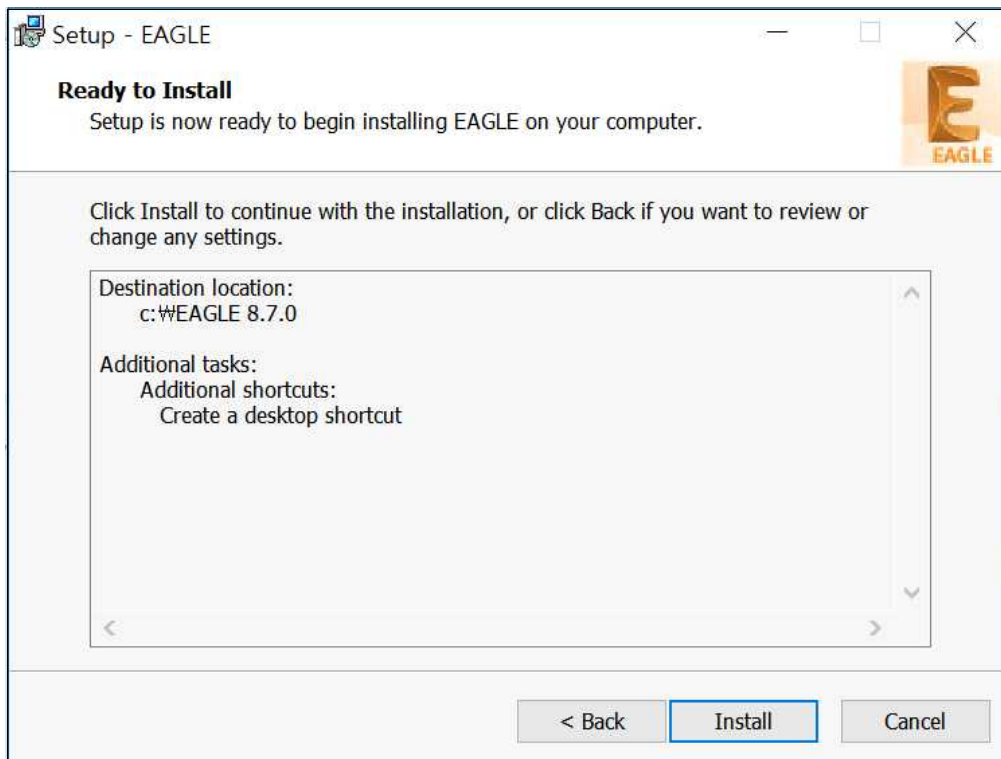 Setup - EAGLE
Ready to Install
Setup is now ready to begin installing EAGLE on your computer.
EAGLE
Click Install to continue with the installation, or click Back if you want to review or
change any settings.
Destination location:
c:₩EAGLE 8.7.0
Additional tasks:
Additional shortcuts:
Create a desktop shortcut
< Back
Install
Cancel